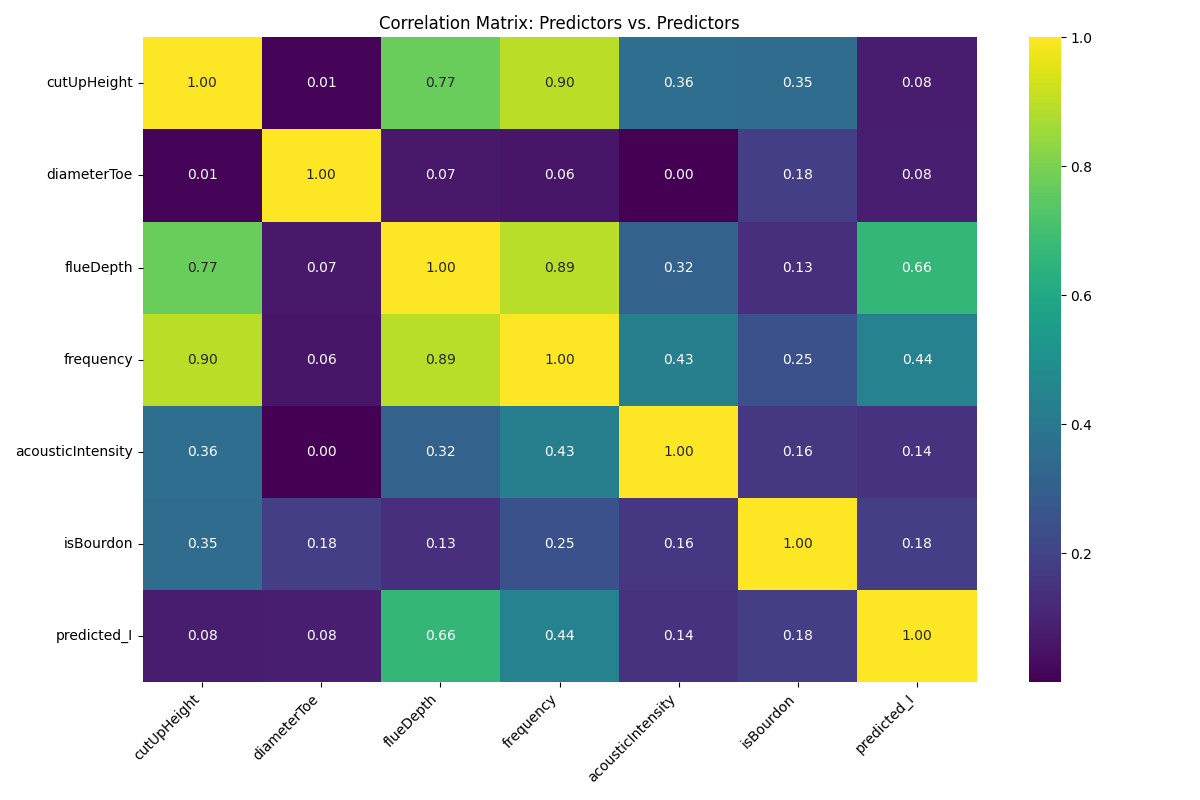 Correlation Matrix: Predictors vs. Predictors
cutUpHeight 1.00 0.01 0.77 0.90 0.36 0.35 0.08
diameterToe 0.01 1.00 0.07 0.06 0.00 0.18 0.08
flueDepth 0.77 0.07 1.00 0.89 0.32 0.13 0.66
frequency 0.90 0.06 0.89 1.00 0.43 0.25 0.44
acousticIntensity 0.36 0.00 0.32 0.43 1.00 0.16 0.14
isBourdon 0.35 0.18 0.13 0.25 0.16 1.00 0.18
predicted_I 0.08 0.08 0.66 0.44 0.14 0.18 1.00
cutUpHeight diameterToe flueDepth frequency acousticIntensity isBourdon predicted_I
1.0
0.8
0.6
0.4
0.2